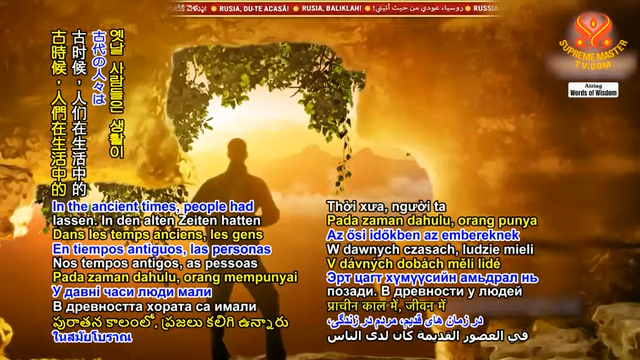 RUSIA, DU-TE ACASĂ! ● RUSIA, BALIKLAH! ● روسياء عودي من حيث أتيتي! ●
SUPREME MASTER
TV.COM
Airing
Words of Wisdom
옛날 사람들은 생활이
古代の人々は
古时候，人们在生活中的
古時候，人們在生活中的
In the ancient times, people had
lassen. In den alten Zeiten hatten
Dans les temps anciens, les gens
En tiempos antiguos, las personas
Nos tempos antigos, as pessoas
Pada zaman dahulu, orang mempunyai
У давні часи люди мали
В древността хората са имали
పురాతన కాలంలో, ప్రజలు కలిగి ఉన్నారు
ในสมัยโบราณ
Thời xưa, người ta
Pada zaman dahulu, orang punya
Az ősi időkben az embereknek
W dawnych czasach, ludzie mieli
V dávných dobách měli lidé
Эрт цагт хүмүүсийн амьдрал нь
позади. В древности у людей
प्राचीन काल में, जीवन में
در زمان های قدیم، مردم در زندگی،
في العصور القديمة كان لدى الناس